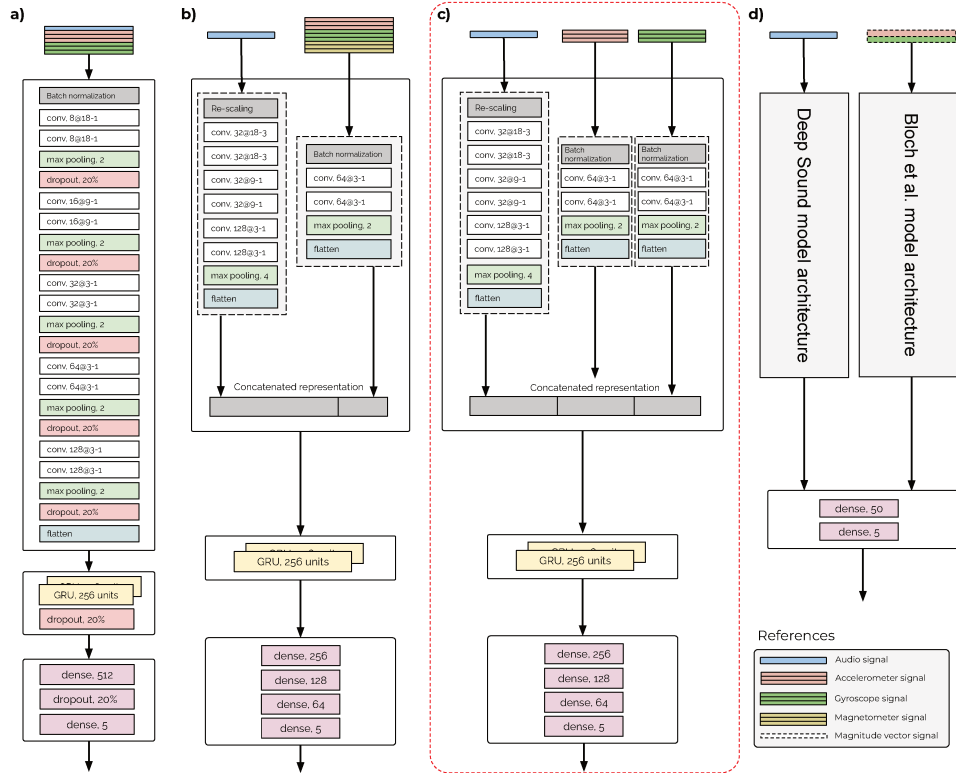 a)
Batch normalization
conv, 8@18-1
conv, 8@18-1
max pooling, 2
dropout, 20%
conv, 16@9-1
conv, 16@9-1
max pooling, 2
dropout, 20%
conv, 32@3-1
conv, 32@3-1
max pooling, 2
dropout, 20%
conv, 64@3-1
conv, 64@3-1
max pooling, 2
dropout, 20%
conv, 128@3-1
conv, 128@3-1
max pooling, 2
dropout, 20%
flatten
GRU, 256 units
dropout, 20%
dense, 512
dropout, 20%
dense, 5
b)
Re-scaling
conv, 32@18-3
conv, 32@18-3
conv, 32@9-1
conv, 32@9-1
conv, 128@3-1
conv, 128@3-1
max pooling, 4
flatten
Batch normalization
conv, 64@3-1
conv, 64@3-1
max pooling, 2
flatten
Concatenated representation
GRU, 256 units
dense, 256
dense, 128
dense, 64
dense, 5
c)
Re-scaling
conv, 32@18-3
conv, 32@18-3
conv, 32@9-1
conv, 32@9-1
conv, 128@3-1
conv, 128@3-1
max pooling, 4
flatten
Batch
normalization
conv, 64@3-1
conv, 64@3-1
max pooling, 2
flatten
Batch
normalization
conv, 64@3-1
conv, 64@3-1
max pooling, 2
flatten
Concatenated representation
GRU, 256 units
dense, 256
dense, 128
dense, 64
dense, 5
d)
Deep Sound model architecture
Bloch et al. model architecture
dense, 50
dense, 5
References
Audio signal
Accelerometer signal
Gyroscope signal
Magnetometer signal
Magnitude vector signal